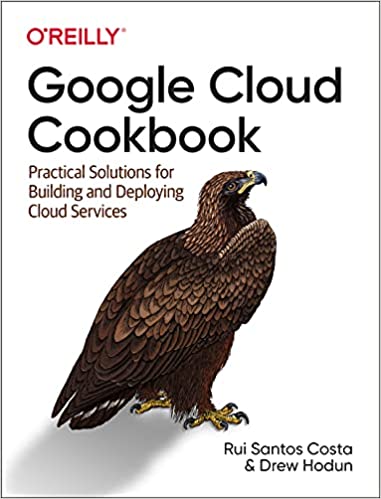 O'REILLY®
Google Cloud
Cookbook
Practical Solutions for
Building and Deploying
Cloud Services
Rui Santos Costa
& Drew Hodun